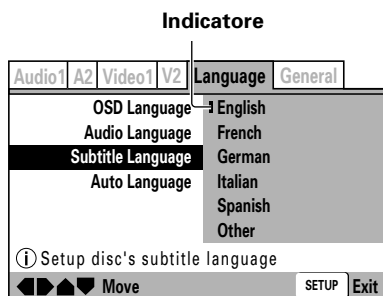 Indicatore
Audio1 A2 Video1 V2 Language General
OSD Language English
Audio Language French
Subtitle Language German
Auto Language Italian
Spanish
Other
i Setup disc's subtitle language
Move SETUP Exit